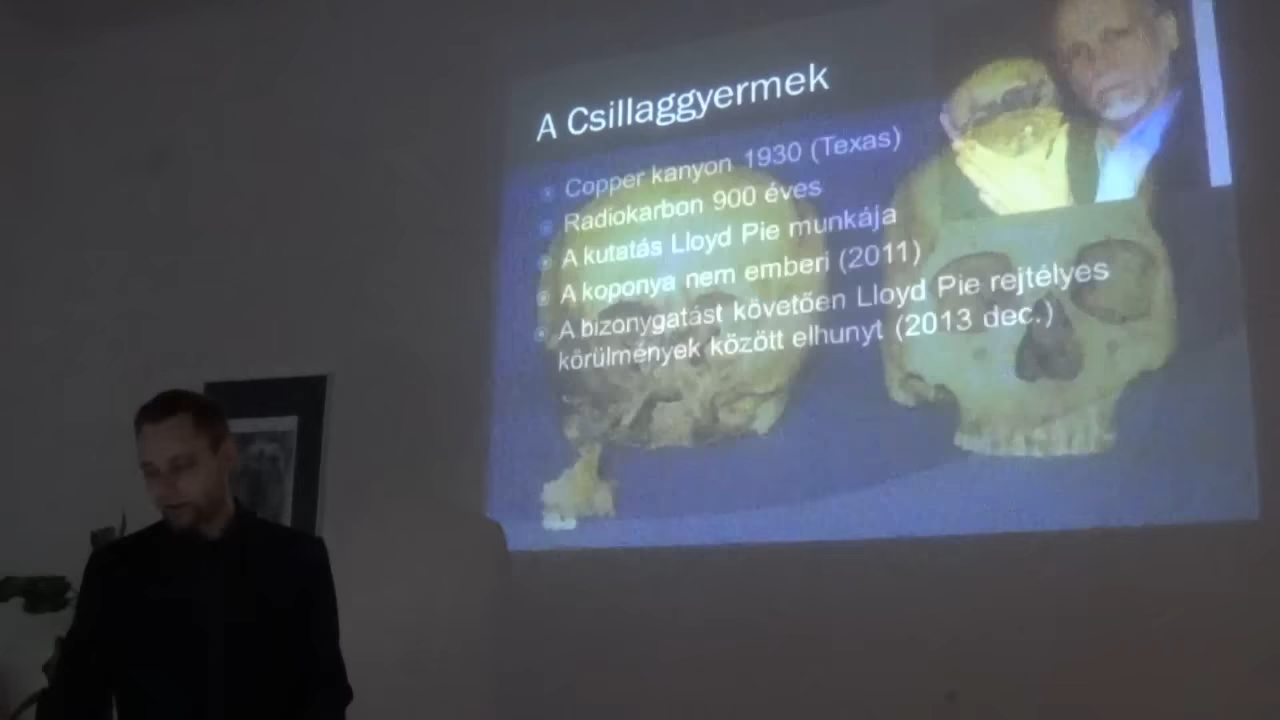 A Csillaggyermek
Copper kanyon 1930 (Texas)
Radiokarbon 900 éves
A kutatás Lloyd Pie munkája
A koponya nem emberi (2011)
A bizonygatást követően Lloyd Pie rejtélyes
körülmények között elhunyt (2013 dec.)